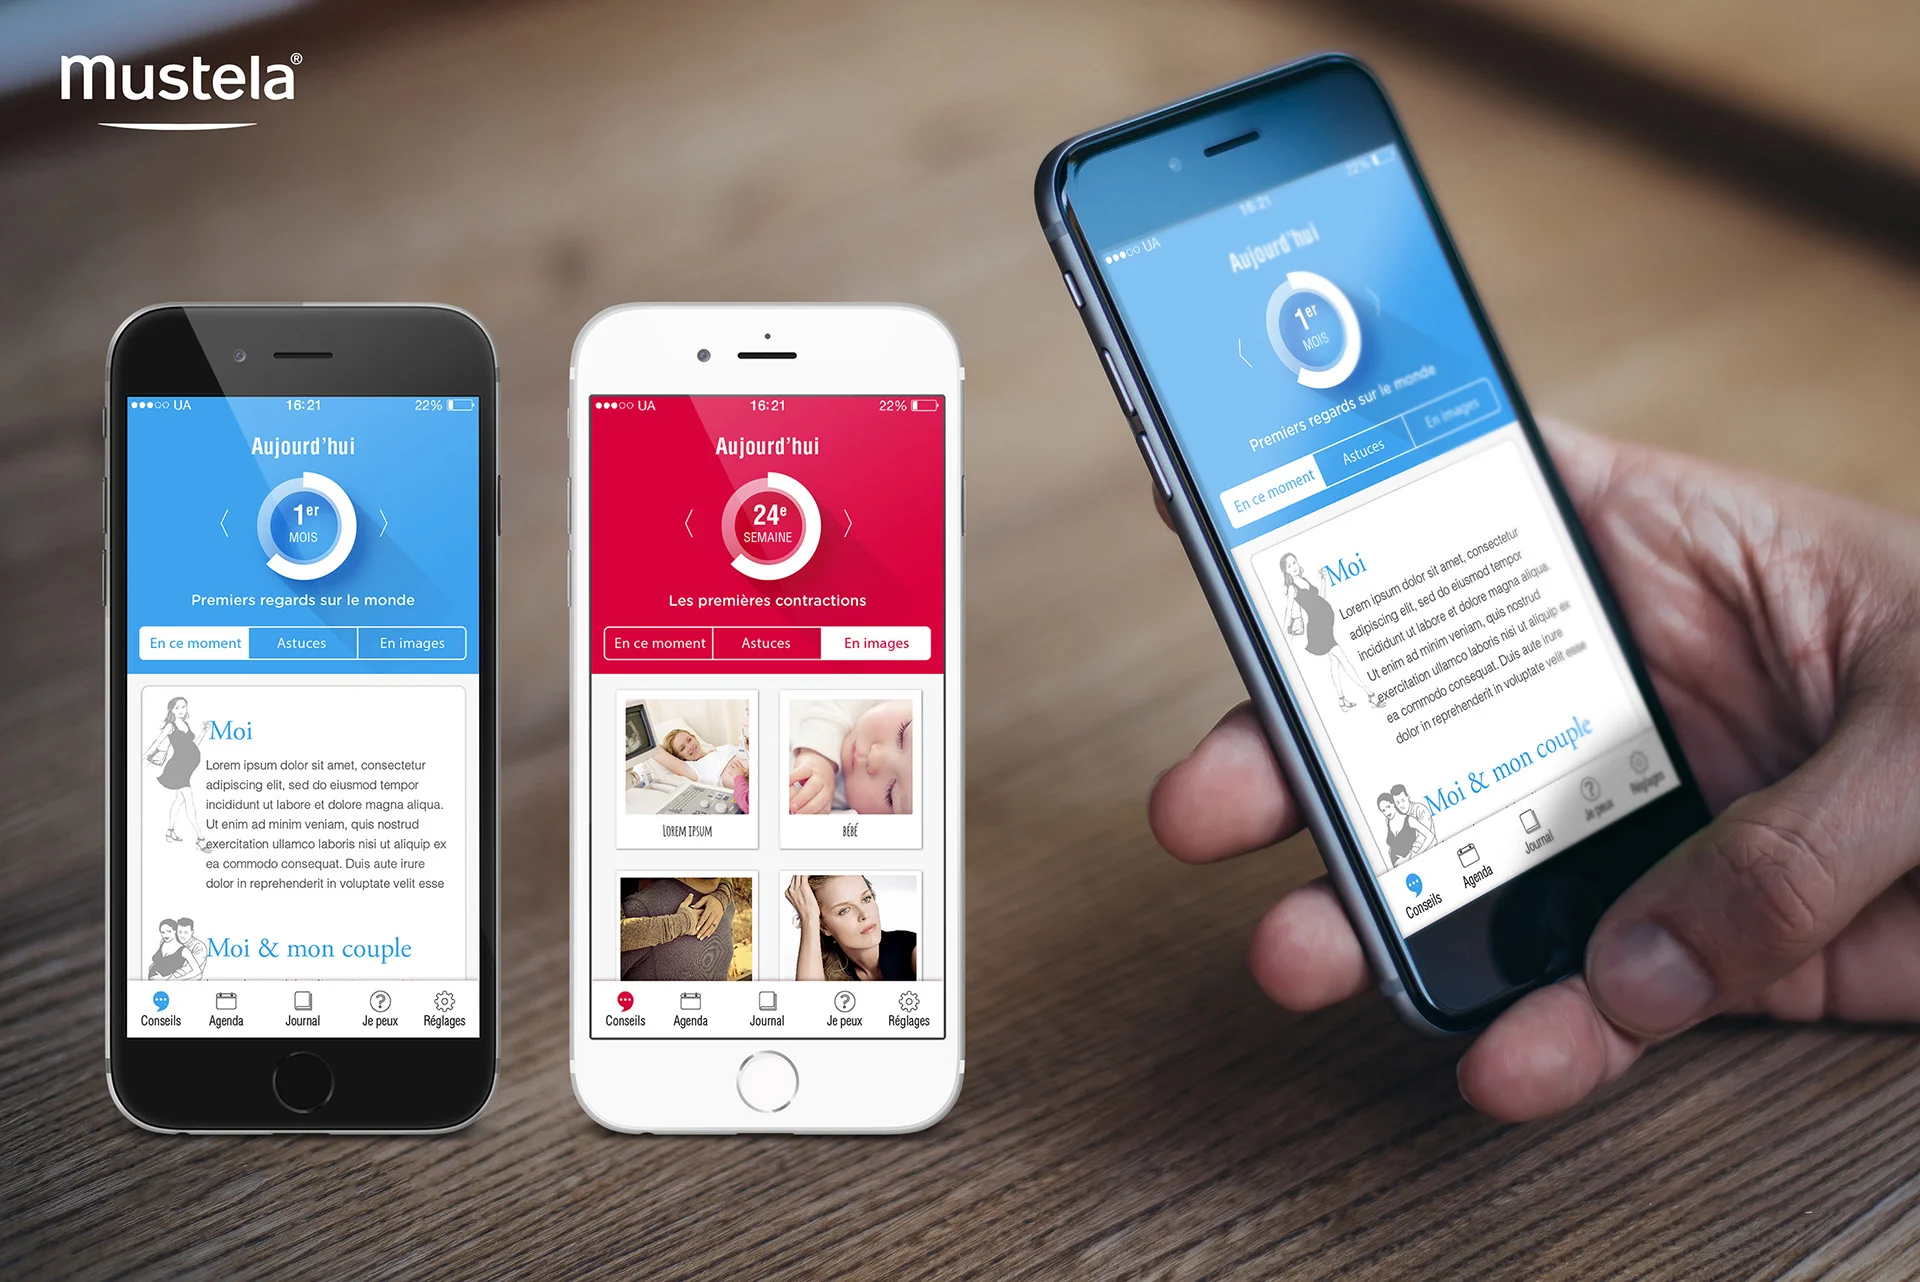 mustela®
UA 16:21 22%
Aujourd'hui
1er
MOIS
Premiers regards sur le monde
En ce moment Astuces En images
Moi
Lorem ipsum dolor sit amet, consectetur
adipiscing elit, sed do eiusmod tempor
incididunt ut labore et dolore magna aliqua.
Ut enim ad minim veniam, quis nostrud
exercitation ullamco laboris nisi ut aliquip ex
ea commodo consequat. Duis aute irure
dolor in reprehenderit in voluptate velit esse
Moi & mon couple
Conseils Agenda Journal Je peux Réglages
UA 16:21 22%
Aujourd'hui
24e
SEMAINE
Les premières contractions
En ce moment Astuces En images
Lorem ipsum bébé
Conseils Agenda Journal Je peux Réglages
UA 16:21 22%
Aujourd'hui
1er
MOIS
Premiers regards sur le monde
En ce moment Astuces En images
Moi
Lorem ipsum dolor sit amet, consectetur
adipiscing elit, sed do eiusmod tempor
incididunt ut labore et dolore magna aliqua.
Ut enim ad minim veniam, quis nostrud
exercitation ullamco laboris nisi ut aliquip ex
ea commodo consequat. Duis aute irure
dolor in reprehenderit in voluptate velit esse
Moi & mon couple
Conseils Agenda Journal Je peux Réglages